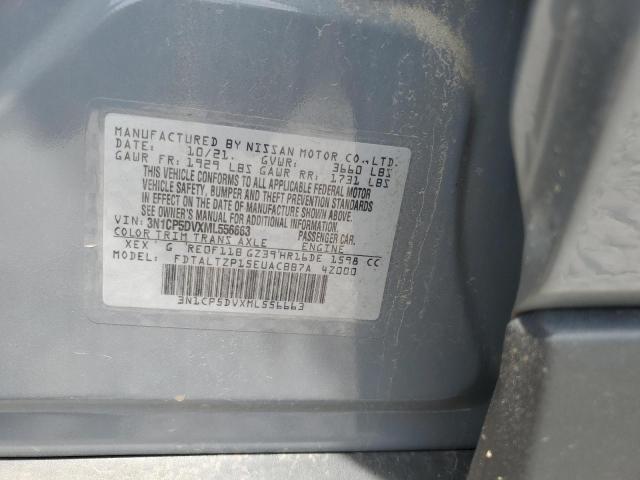 MANUFACTURED BY NISSAN MOTOR CO.,LTD.
DATE: 10/21. GVWR: 3660 LBS
GAWR FR: 1929 LBS GAWR RR: 1731 LBS
THIS VEHICLE CONFORMS TO ALL APPLICABLE FEDERAL MOTOR
VEHICLE SAFETY, BUMPER AND THEFT PREVENTION STANDARDS
IN EFFECT ON THE DATE OF MANUFACTURE SHOWN ABOVE.
SEE OWNER'S MANUAL FOR ADDITIONAL INFORMATION.
VIN: 3N1CP5DVXML556663 PASSENGER CAR.
COLOR TRIM TRANS AXLE ENGINE
XEX G RE0F11B GZ39 HR16DE 1598 CC
MODEL: FDTALTZP15EUACBB7A 4Z000
3N1CP5DVXML556663